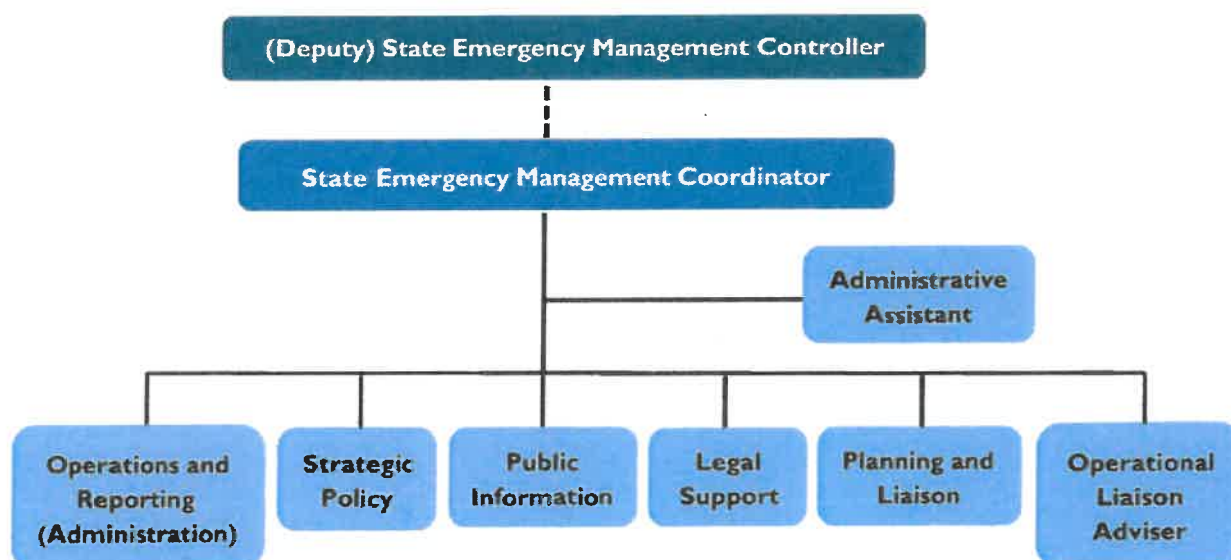 (Deputy) State Emergency Management Controller
State Emergency Management Coordinator
Administrative
Assistant
Operations and
Reporting
(Administration)
Strategic
Policy
Public
Information
Legal
Support
Planning and
Liaison
Operational
Liaison
Adviser